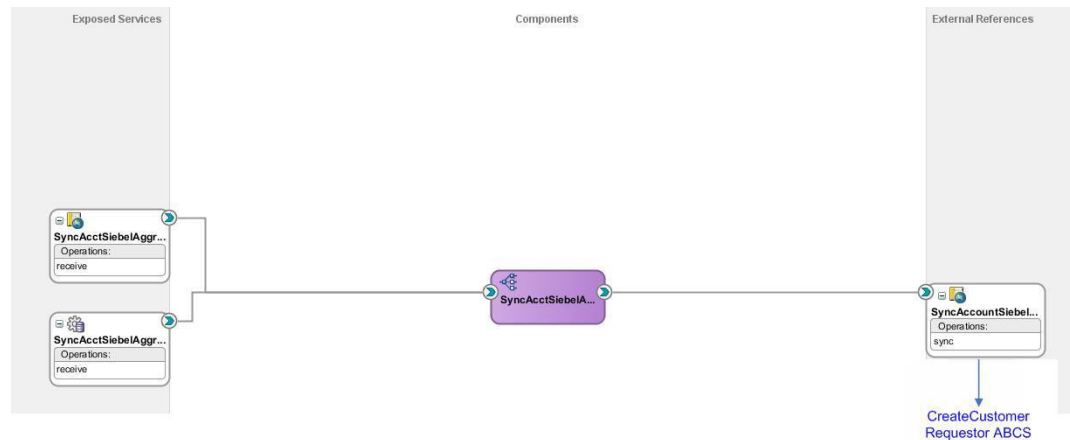 Exposed Services
Components
External References
SyncAcctSiebelAggr...
Operations:
receive
SyncAcctSiebelAggr...
Operations:
receive
SyncAcctSiebelA...
SyncAccountSiebel...
Operations:
sync
CreateCustomer
Requestor ABCS